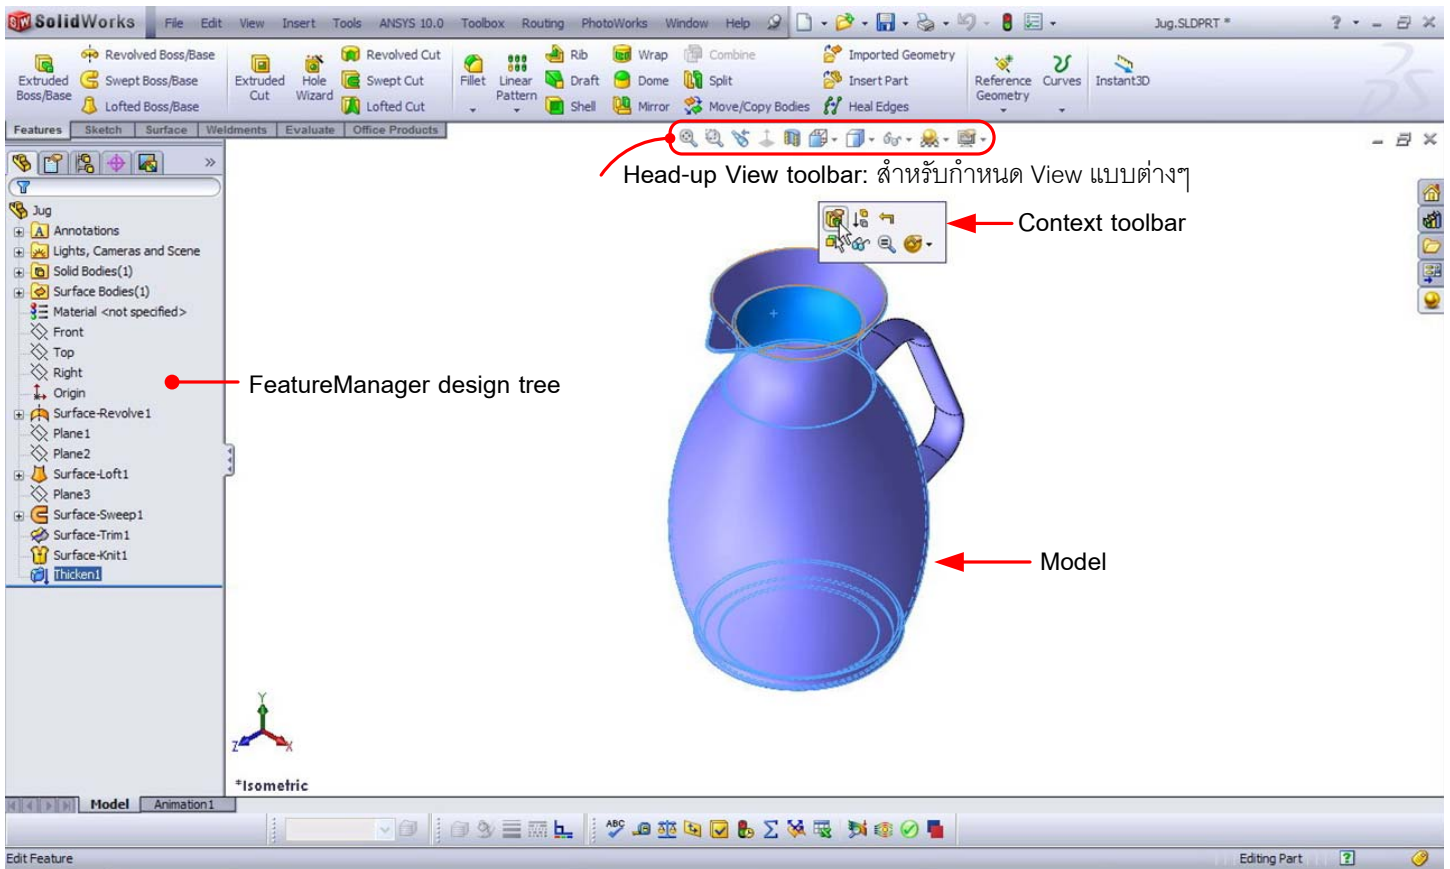 SolidWorks File Edit View Insert Tools ANSYS 10.0 Toolbox Routing PhotoWorks Window Help Jug.SLDPRT * ?
Extruded Boss/Base
Revolved Boss/Base
Swept Boss/Base
Lofted Boss/Base
Extruded Cut
Hole Wizard
Revolved Cut
Swept Cut
Lofted Cut
Fillet
Linear Pattern
Rib
Draft
Shell
Wrap
Dome
Mirror
Combine
Split
Move/Copy Bodies
Imported Geometry
Insert Part
Heal Edges
Reference Geometry
Curves
Instant3D
Features Sketch Surface Weldments Evaluate Office Products
Head-up View toolbar: สำหรับกำหนด View แบบต่างๆ
Context toolbar
Jug
Annotations
Lights, Cameras and Scene
Solid Bodies(1)
Surface Bodies(1)
Material <not specified>
Front
Top
Right
Origin
Surface-Revolve1
Plane1
Plane2
Surface-Loft1
Plane3
Surface-Sweep1
Surface-Trim1
Surface-Knit1
Thicken1
FeatureManager design tree
Model
Y
Z X
*Isometric
Model Animation1
ABC
Edit Feature Editing Part ?